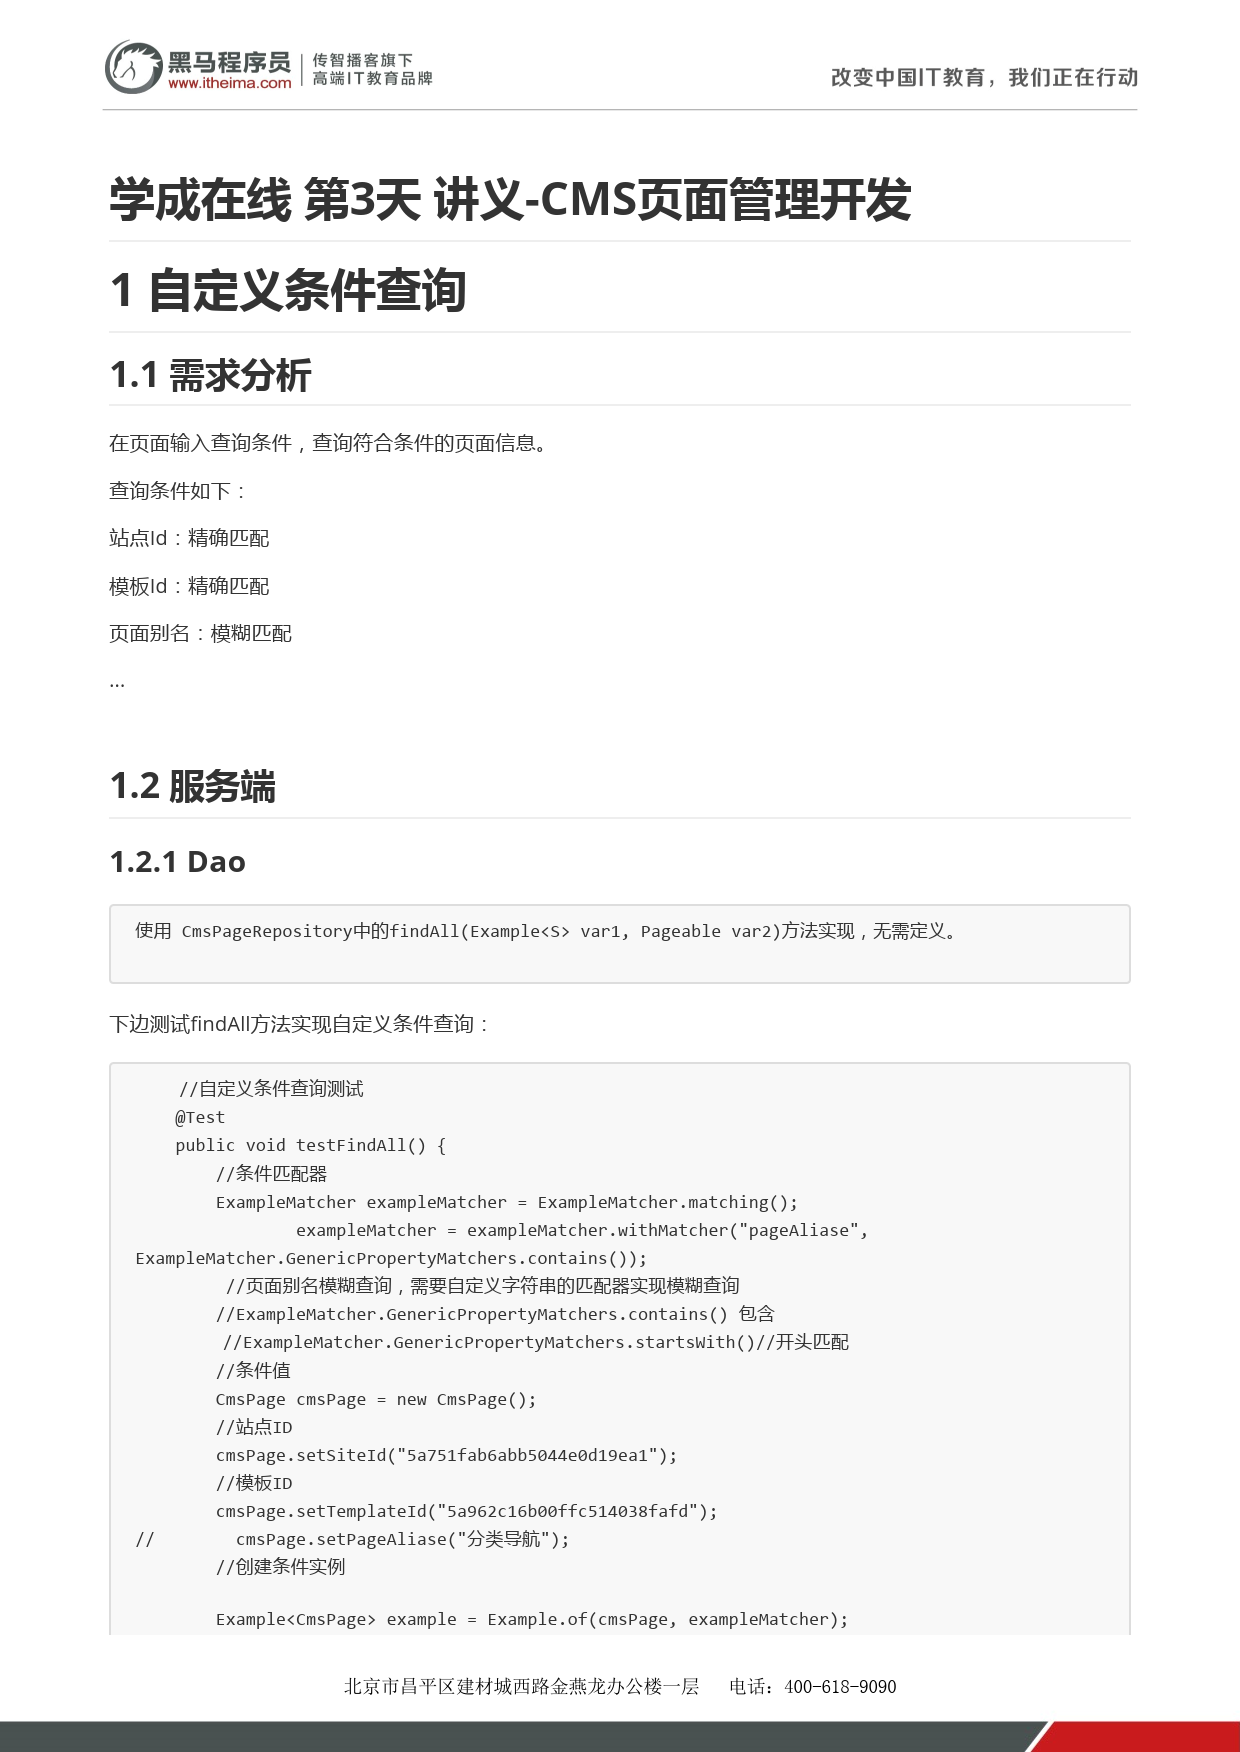 黑马程序员
www.itheima.com
传智播客旗下
高端IT教育品牌
改变中国IT教育，我们正在行动
学成在线 第3天 讲义-CMS页面管理开发
1 自定义条件查询
1.1 需求分析
在页面输入查询条件，查询符合条件的页面信息。
查询条件如下：
站点Id：精确匹配
模板Id：精确匹配
页面别名：模糊匹配
...
1.2 服务端
1.2.1 Dao
使用 CmsPageRepository中的findAll(Example<S> var1, Pageable var2)方法实现，无需定义。
下边测试findAll方法实现自定义条件查询：
//自定义条件查询测试
@Test
public void testFindAll() {
//条件匹配器
ExampleMatcher exampleMatcher = ExampleMatcher.matching();
exampleMatcher = exampleMatcher.withMatcher("pageAliase",
ExampleMatcher.GenericPropertyMatchers.contains());
//页面别名模糊查询，需要自定义字符串的匹配器实现模糊查询
//ExampleMatcher.GenericPropertyMatchers.contains() 包含
//ExampleMatcher.GenericPropertyMatchers.startsWith()//开头匹配
//条件值
CmsPage cmsPage = new CmsPage();
//站点ID
cmsPage.setSiteId("5a751fab6abb5044e0d19ea1");
//模板ID
cmsPage.setTemplateId("5a962c16b00ffc514038fafd");
//        cmsPage.setPageAliase("分类导航");
//创建条件实例
Example<CmsPage> example = Example.of(cmsPage, exampleMatcher);
北京市昌平区建材城西路金燕龙办公楼一层   电话：400-618-9090